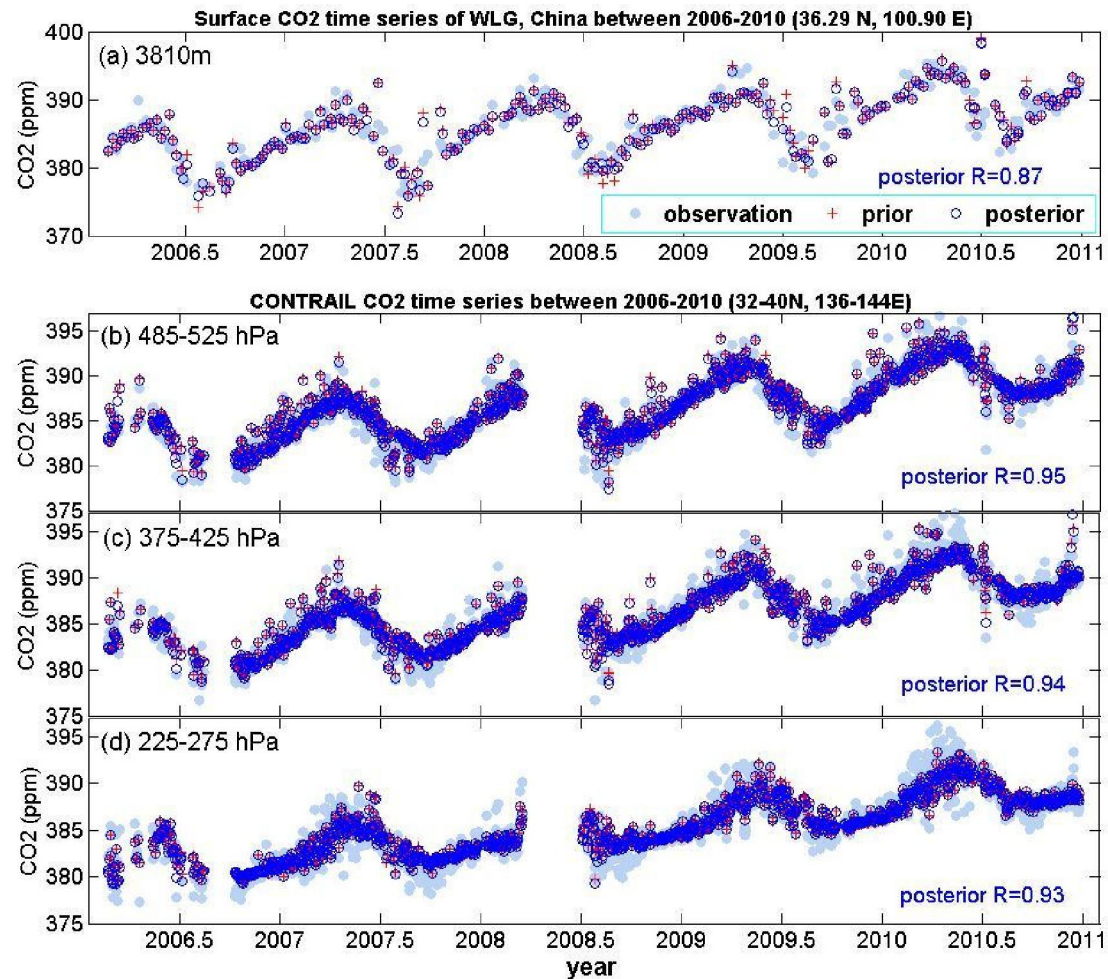 Surface CO2 time series of WLG, China between 2006-2010 (36.29 N, 100.90 E)
400
(a) 3810m
390
CO2 (ppm)
380
posterior R=0.87
observation prior posterior
370
2006.5 2007 2007.5 2008 2008.5 2009 2009.5 2010 2010.5 2011
CONTRAIL CO2 time series between 2006-2010 (32-40N, 136-144E)
395
(b) 485-525 hPa
390
CO2 (ppm)
385
380
posterior R=0.95
375
395
(c) 375-425 hPa
390
CO2 (ppm)
385
380
posterior R=0.94
375
395
(d) 225-275 hPa
390
CO2 (ppm)
385
380
posterior R=0.93
375
2006.5 2007 2007.5 2008 2008.5 2009 2009.5 2010 2010.5 2011
year